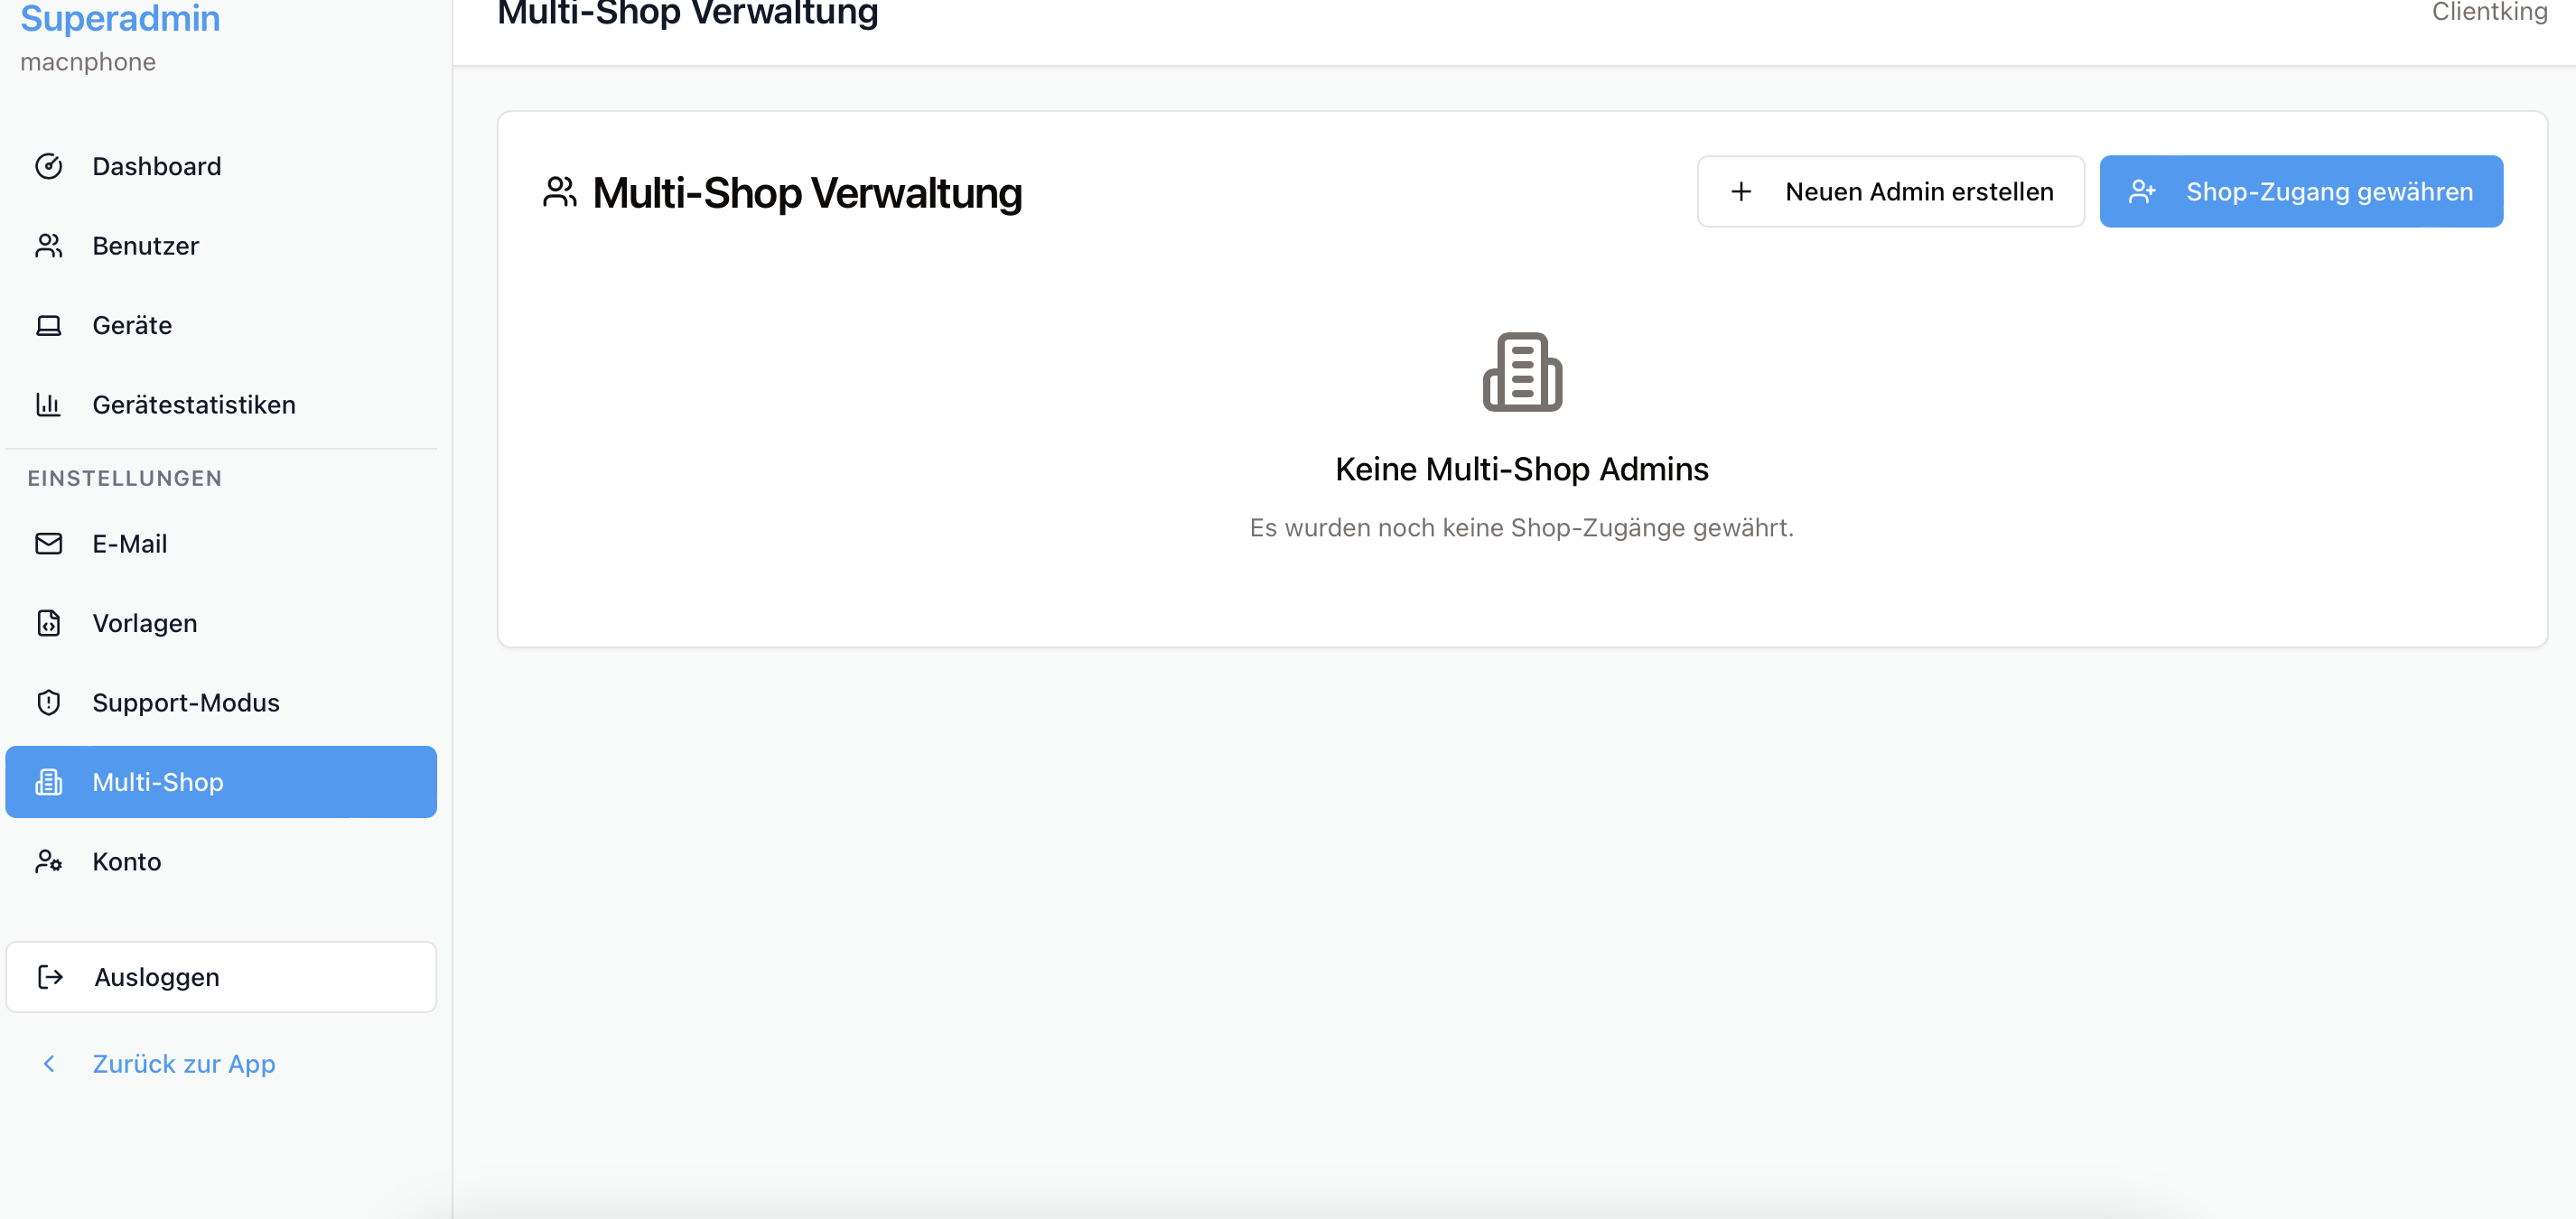 Superadmin
macnphone
Dashboard
Benutzer
Geräte
Gerätestatistiken
EINSTELLUNGEN
E-Mail
Vorlagen
Support-Modus
Multi-Shop
Konto
Ausloggen
Zurück zur App
Multi-Shop Verwaltung
Clientking
Multi-Shop Verwaltung
Neuen Admin erstellen
Shop-Zugang gewähren
Keine Multi-Shop Admins
Es wurden noch keine Shop-Zugänge gewährt.